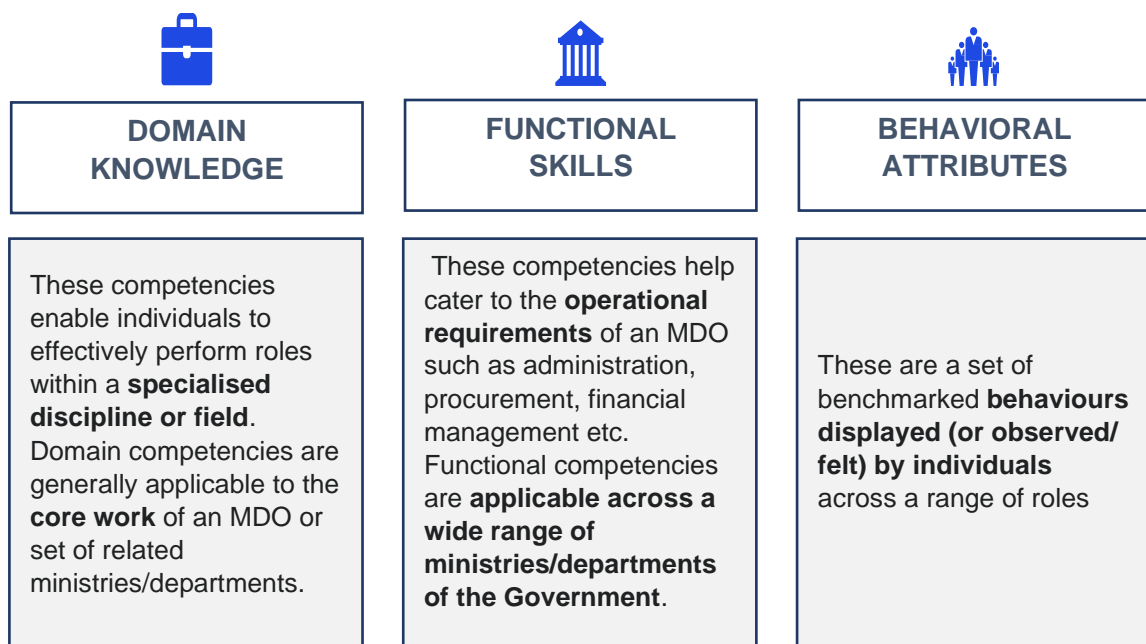 DOMAIN
KNOWLEDGE
These competencies
enable individuals to
effectively perform roles
within a specialised
discipline or field.
Domain competencies are
generally applicable to the
core work of an MDO or
set of related
ministries/departments.
FUNCTIONAL
SKILLS
These competencies help
cater to the operational
requirements of an MDO
such as administration,
procurement, financial
management etc.
Functional competencies
are applicable across a
wide range of
ministries/departments
of the Government.
BEHAVIORAL
ATTRIBUTES
These are a set of
benchmarked behaviours
displayed (or observed/
felt) by individuals
across a range of roles